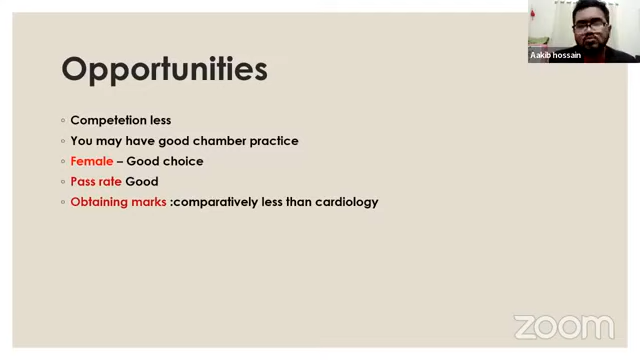 Aakib hossain
Opportunities
Competetion less
You may have good chamber practice
Female – Good choice
Pass rate Good
Obtaining marks :comparatively less than cardiology
zoom